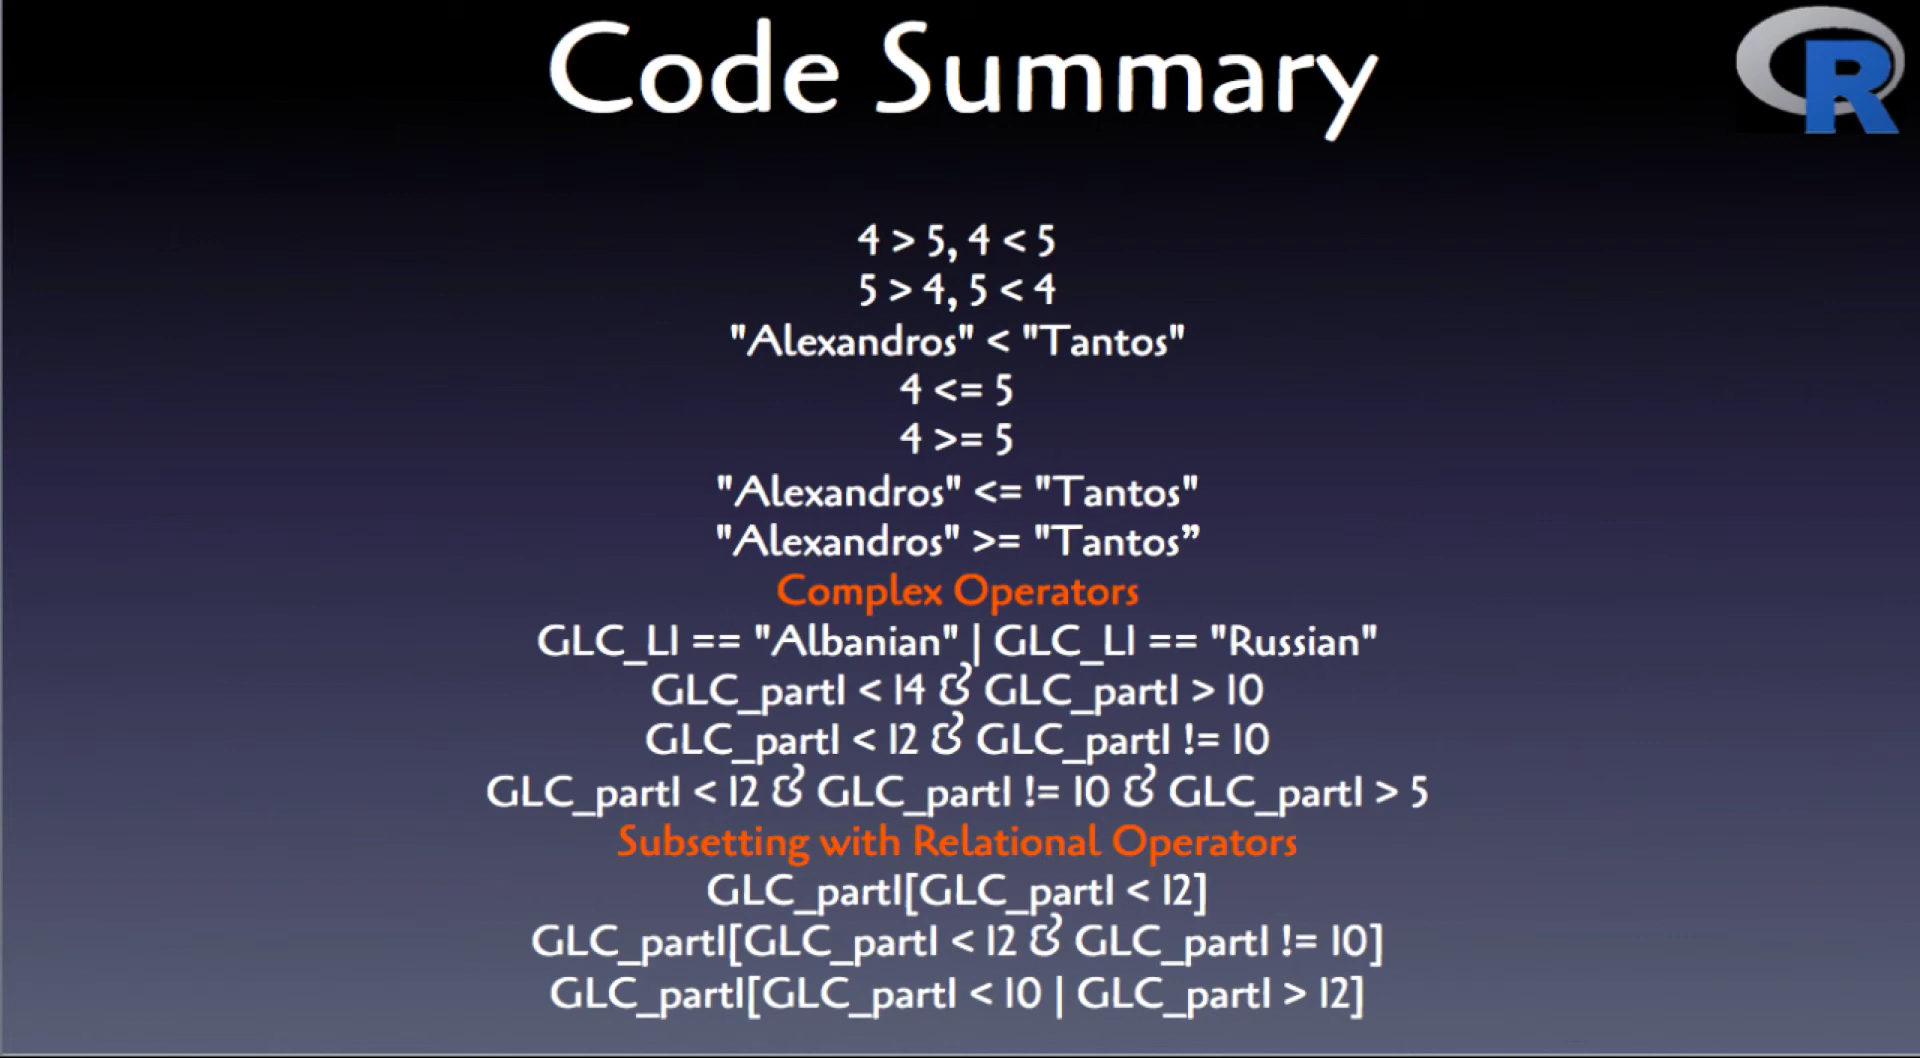 Code Summary
R
4 > 5, 4 < 5
5 > 4, 5 < 4
"Alexandros" < "Tantos"
4 <= 5
4 >= 5
"Alexandros" <= "Tantos"
"Alexandros" >= "Tantos”
Complex Operators
GLC_L1 == "Albanian" | GLC_L1 == "Russian"
GLC_part1 < 14 & GLC_part1 > 10
GLC_part1 < 12 & GLC_part1 != 10
GLC_part1 < 12 & GLC_part1 != 10 & GLC_part1 > 5
Subsetting with Relational Operators
GLC_part1[GLC_part1 < 12]
GLC_part1[GLC_part1 < 12 & GLC_part1 != 10]
GLC_part1[GLC_part1 < 10 | GLC_part1 > 12]